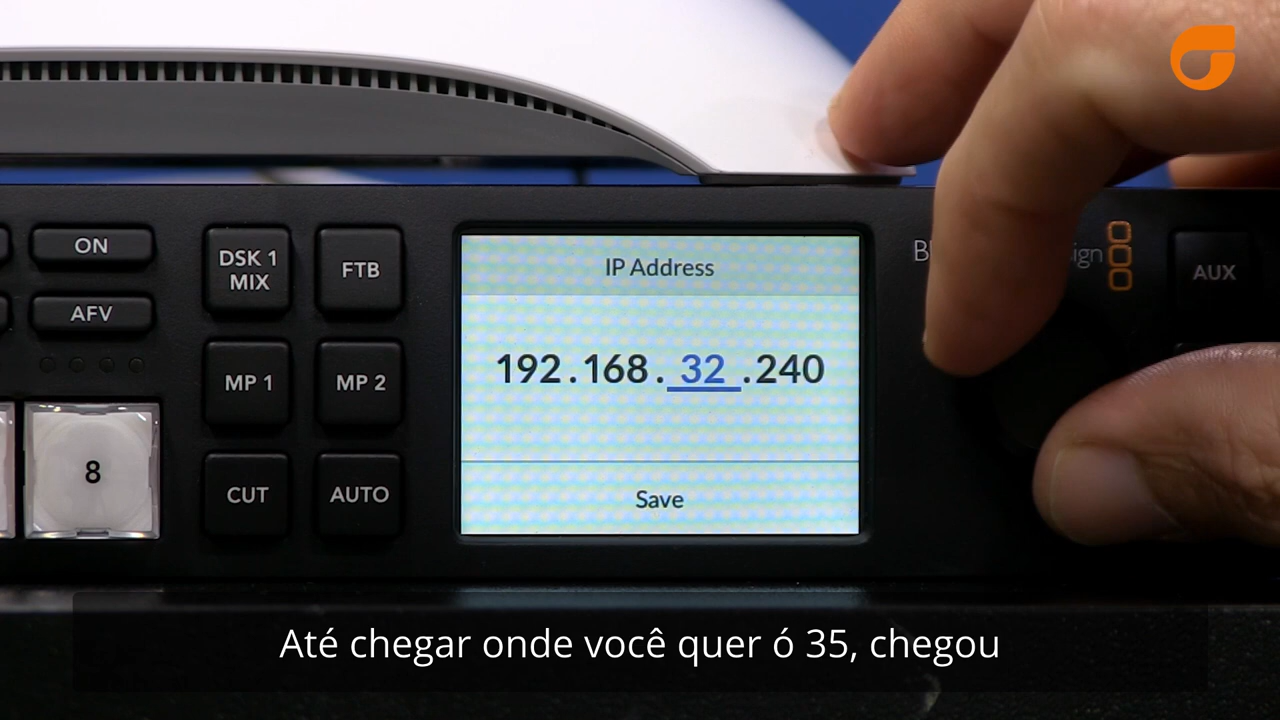 ON
AFV
8
DSK 1
MIX
FTB
MP 1
MP 2
CUT
AUTO
IP Address
192.168.32.240
Save
AUX
Até chegar onde você quer ó 35, chegou